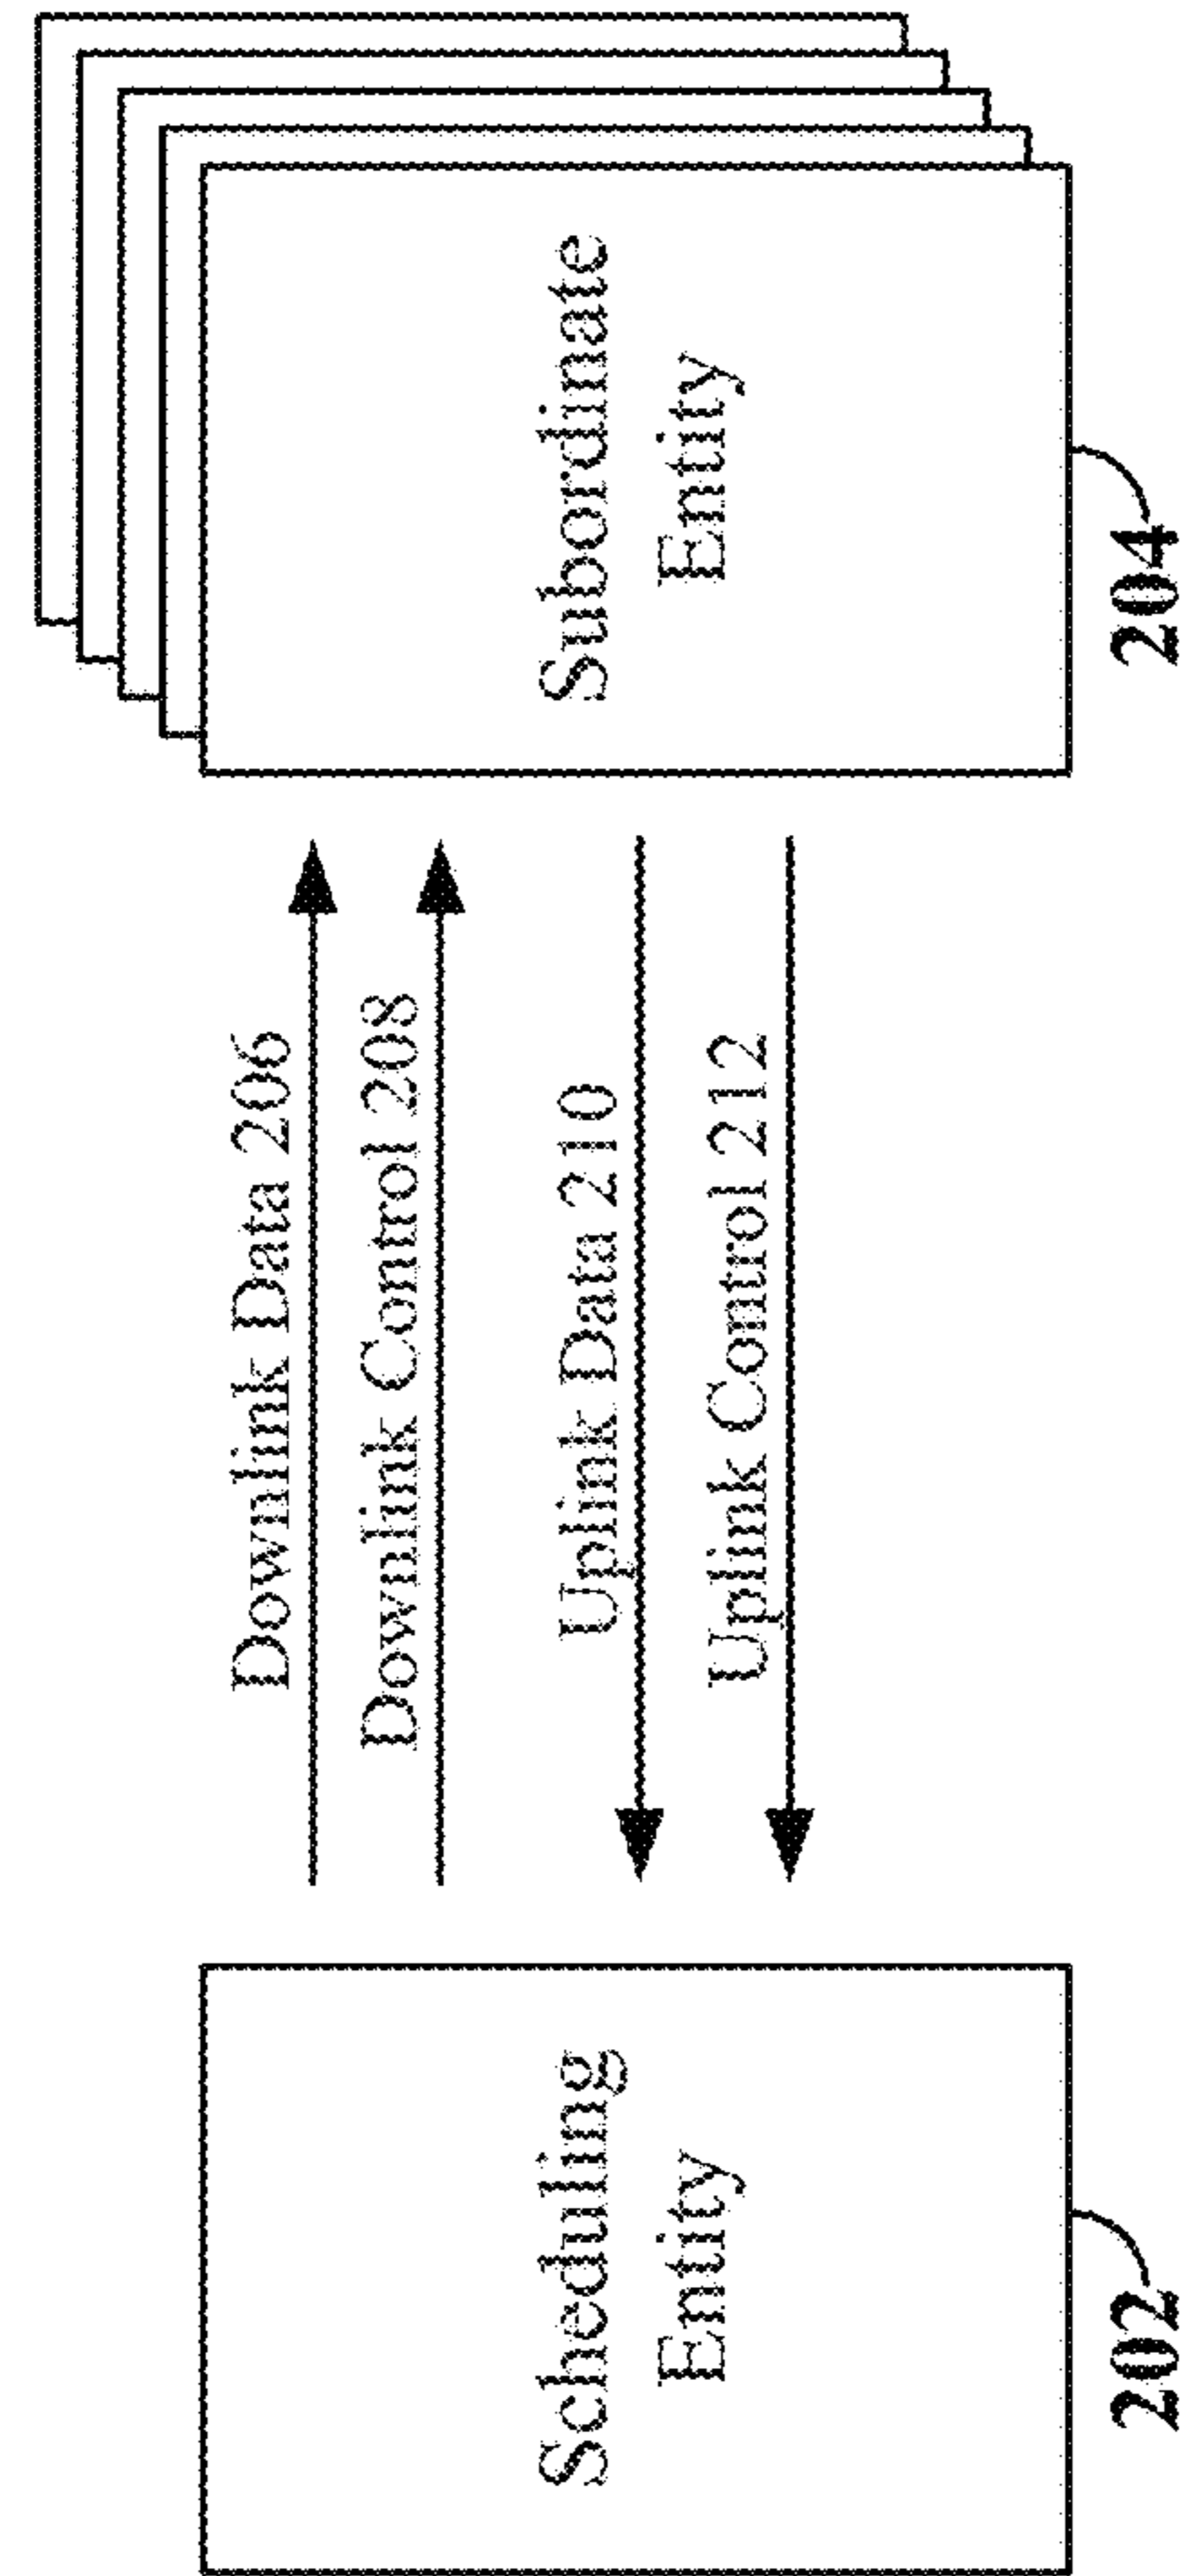 Scheduling
Entity
202
Downlink Data 206
Downlink Control 208
Uplink Data 210
Uplink Control 212
Subordinate
Entity
204